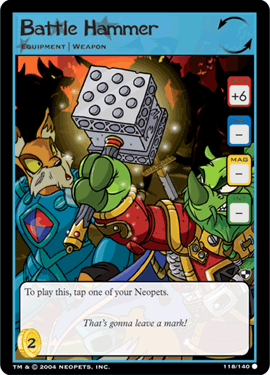 Battle Hammer
EQUIPMENT | WEAPON
+6
–
MAG
–
–
To play this, tap one of your Neopets.
That's gonna leave a mark!
2
TM & © 2004 NEOPETS, INC.
118/140